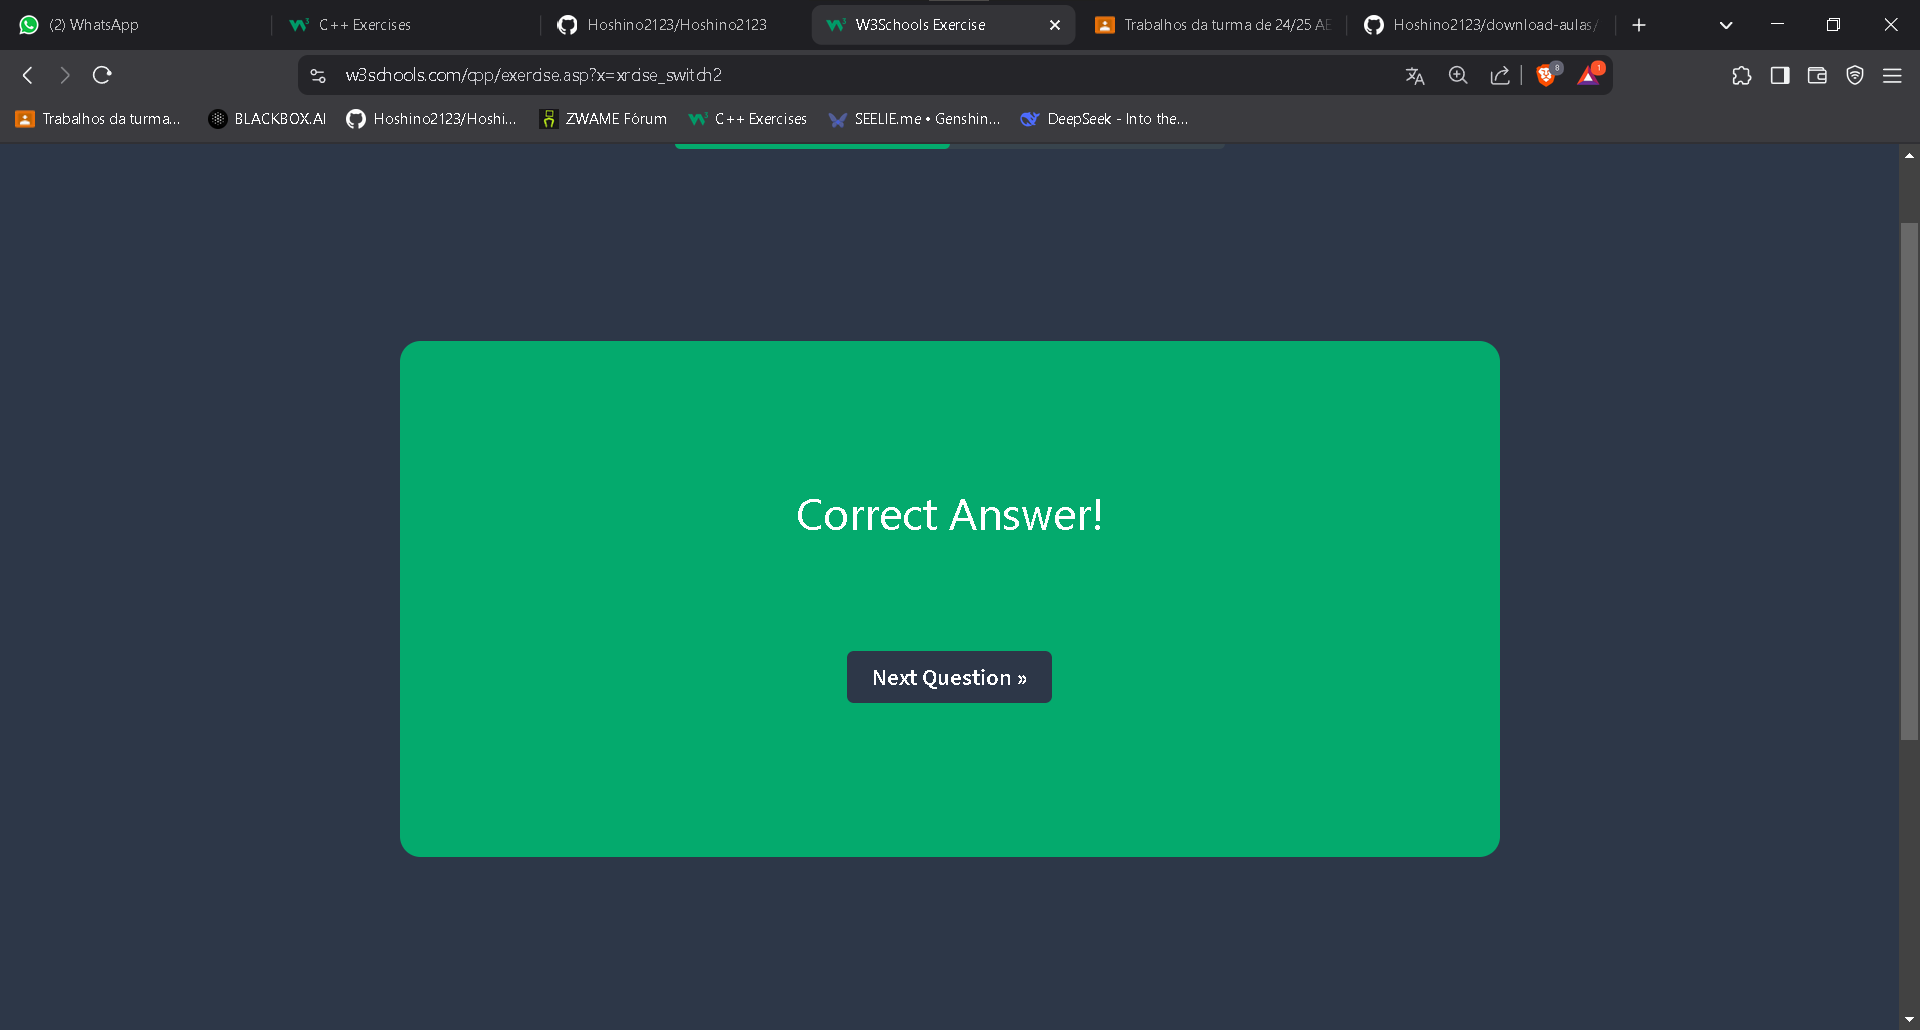 (2) WhatsApp
C++ Exercises
Hoshino2123/Hoshino2123
W3Schools Exercise
Trabalhos da turma de 24/25 AE
Hoshino2123/download-aulas/
w3schools.com/cpp/exercise.asp?x=xrcise_switch2
8
1
Trabalhos da turma...
BLACKBOX.AI
Hoshino2123/Hoshi...
ZWAME Fórum
C++ Exercises
SEELIE.me • Genshin...
DeepSeek - Into the...
Correct Answer!
Next Question »